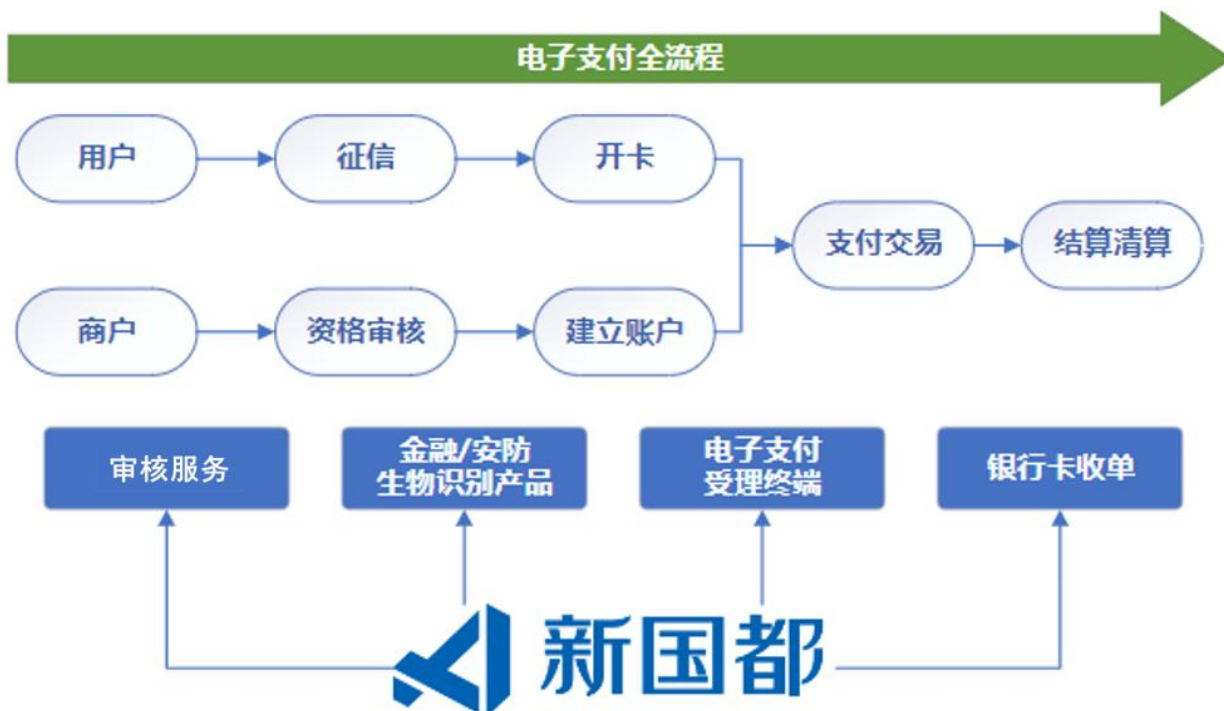 电子支付全流程
用户
征信
开卡
支付交易
结算清算
商户
资格审核
建立账户
审核服务
金融/安防
生物识别产品
电子支付
受理终端
银行卡收单
新国都